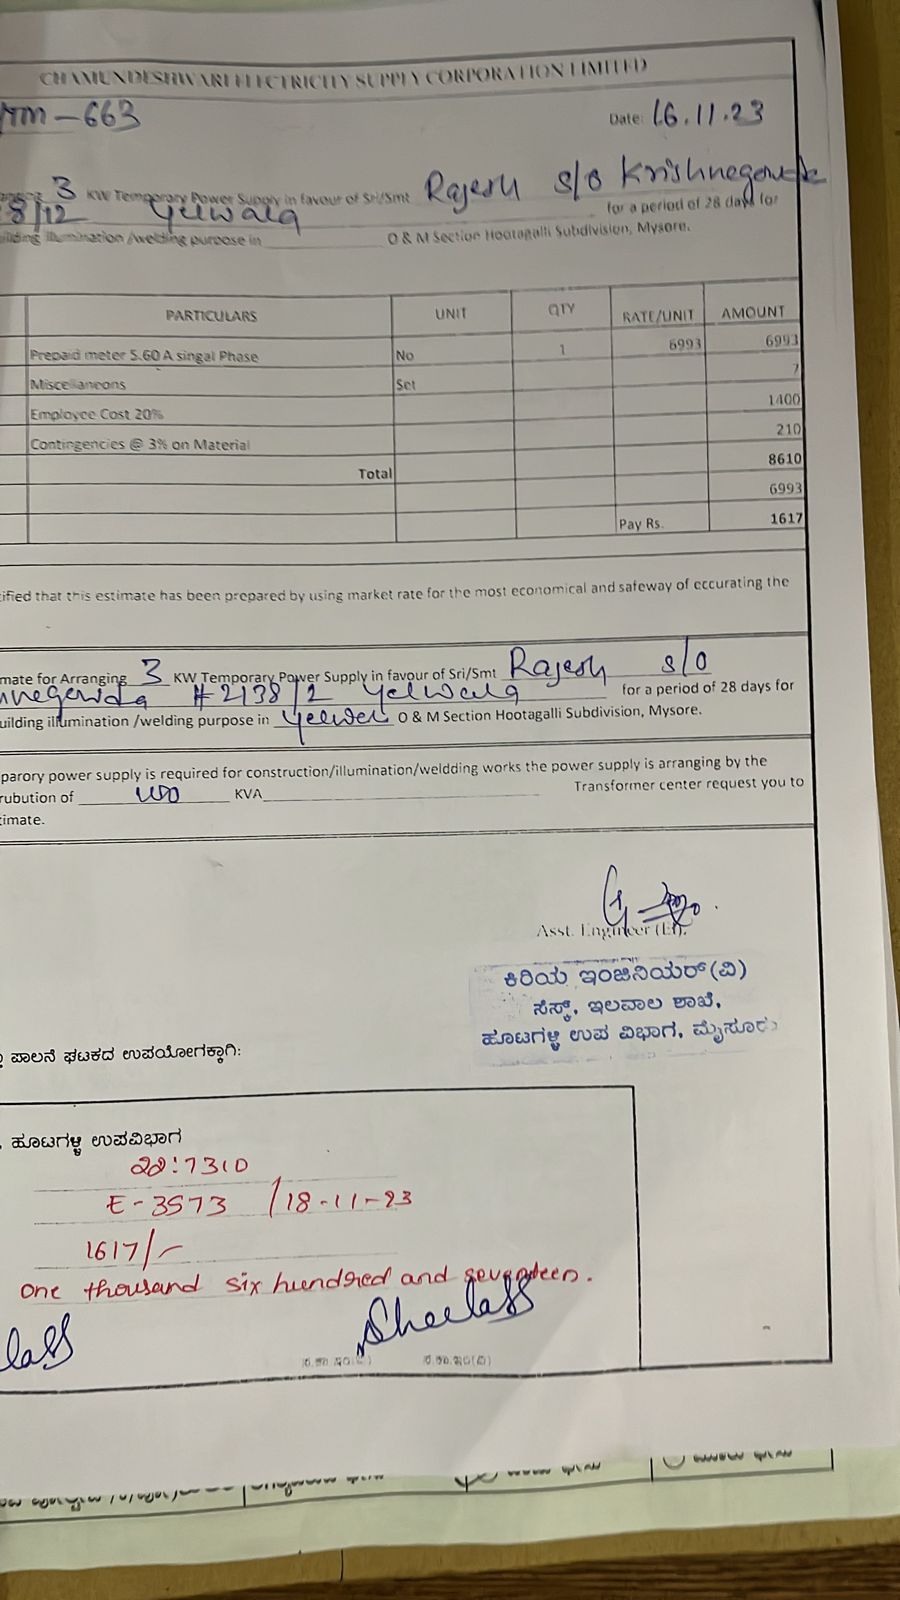 CHAMUNDESHWARI ELECTRICITY SUPPLY CORPORATION LIMITED
-663
Date: 16.11.23
3 KW Temporary Power Supply in favour of Sri/Smt Rajesh s/o Krishnegowda
8/12 Yelwala for a period of 28 days for
uilding illumination /welding purpose in O & M Section Hootagalli Subdivision, Mysore.
PARTICULARS UNIT QTY RATE/UNIT AMOUNT
Prepaid meter 5.60 A singal Phase No 1 6993 6993
Miscellaneons Set 7
Employee Cost 20% 1400
Contingencies @ 3% on Material 210
Total 8610
6993
Pay Rs. 1617
ified that this estimate has been prepared by using market rate for the most economical and safeway of eccurating the
mate for Arranging 3 KW Temporary Power Supply in favour of Sri/Smt Rajesh s/o
nnegowda # 2138/2 Yelwala for a period of 28 days for
uilding illumination /welding purpose in Yelwal O & M Section Hootagalli Subdivision, Mysore.
parory power supply is required for construction/illumination/weldding works the power supply is arranging by the
rubution of KVA Transformer center request you to
timate.
Asst. Engineer (El).
ಕಿರಿಯ ಇಂಜಿನಿಯರ್(ವಿ)
ಸೆಸ್ಕ್, ಇಲವಾಲ ಶಾಖೆ,
ಹೂಟಗಳ್ಳಿ ಉಪ ವಿಭಾಗ, ಮೈಸೂರು
ಪಾಲನೆ ಘಟಕದ ಉಪಯೋಗಕ್ಕಾಗಿ:
ಹೂಟಗಳ್ಳಿ ಉಪವಿಭಾಗ
7310
E-3573 /18-11-23
1617/-
One thousand six hundred and seventeen.